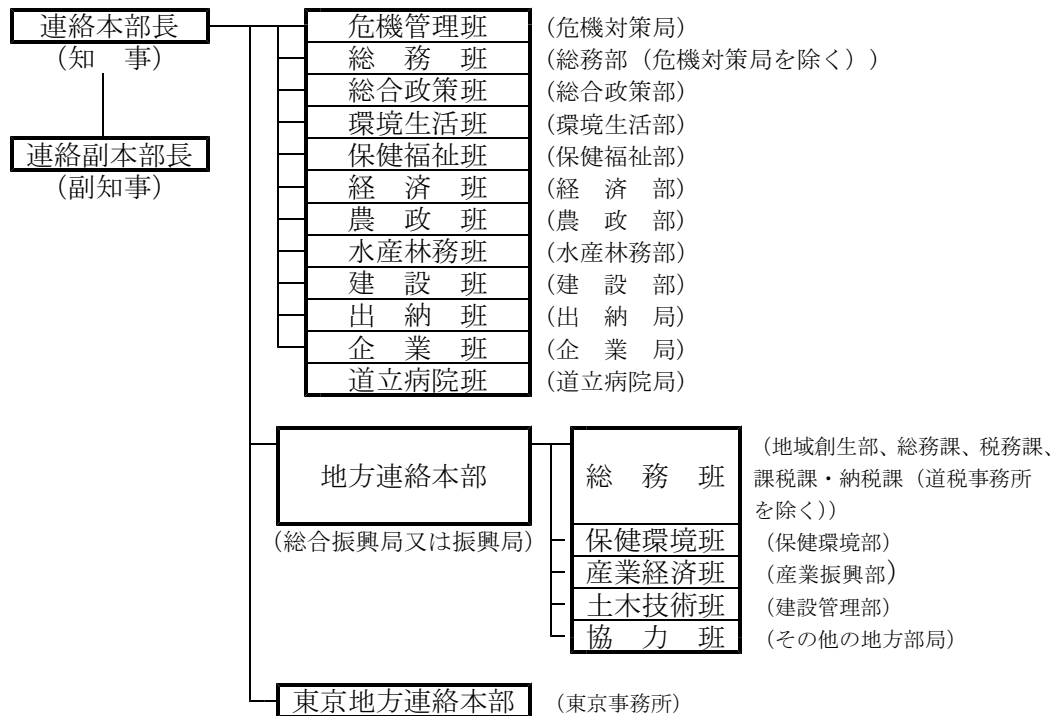 連絡本部長
(知　事)
連絡副本部長
(副知事)
危機管理班 (危機対策局)
総　務　班 (総務部(危機対策局を除く))
総合政策班 (総合政策部)
環境生活班 (環境生活部)
保健福祉班 (保健福祉部)
経　済　班 (経　済　部)
農　政　班 (農　政　部)
水産林務班 (水産林務部)
建　設　班 (建　設　部)
出　納　班 (出　納　局)
企　業　班 (企　業　局)
道立病院班 (道立病院局)
地方連絡本部
(総合振興局又は振興局)
総　務　班
(地域創生部、総務課、税務課、
課税課・納税課(道税事務所
を除く))
保健環境班 (保健環境部)
産業経済班 (産業振興部)
土木技術班 (建設管理部)
協　力　班 (その他の地方部局)
東京地方連絡本部 (東京事務所)